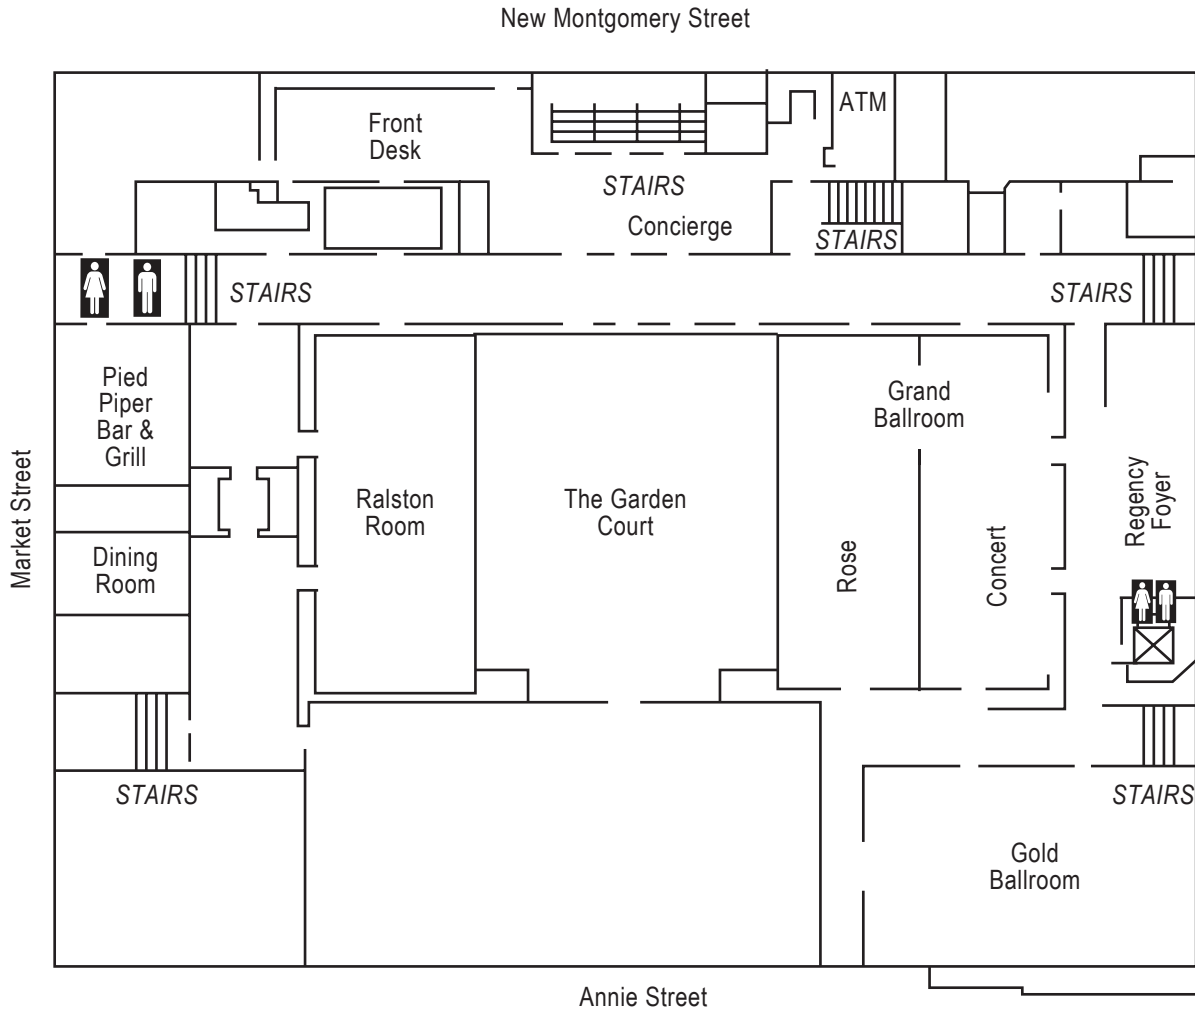 New Montgomery Street
ATM
Front
Desk
STAIRS
Concierge
STAIRS
STAIRS
STAIRS
Pied
Piper
Bar &
Grill
Grand
Ballroom
Market Street
Ralston
Room
The Garden
Court
Regency
Foyer
Dining
Room
Rose
Concert
STAIRS
STAIRS
Gold
Ballroom
Annie Street